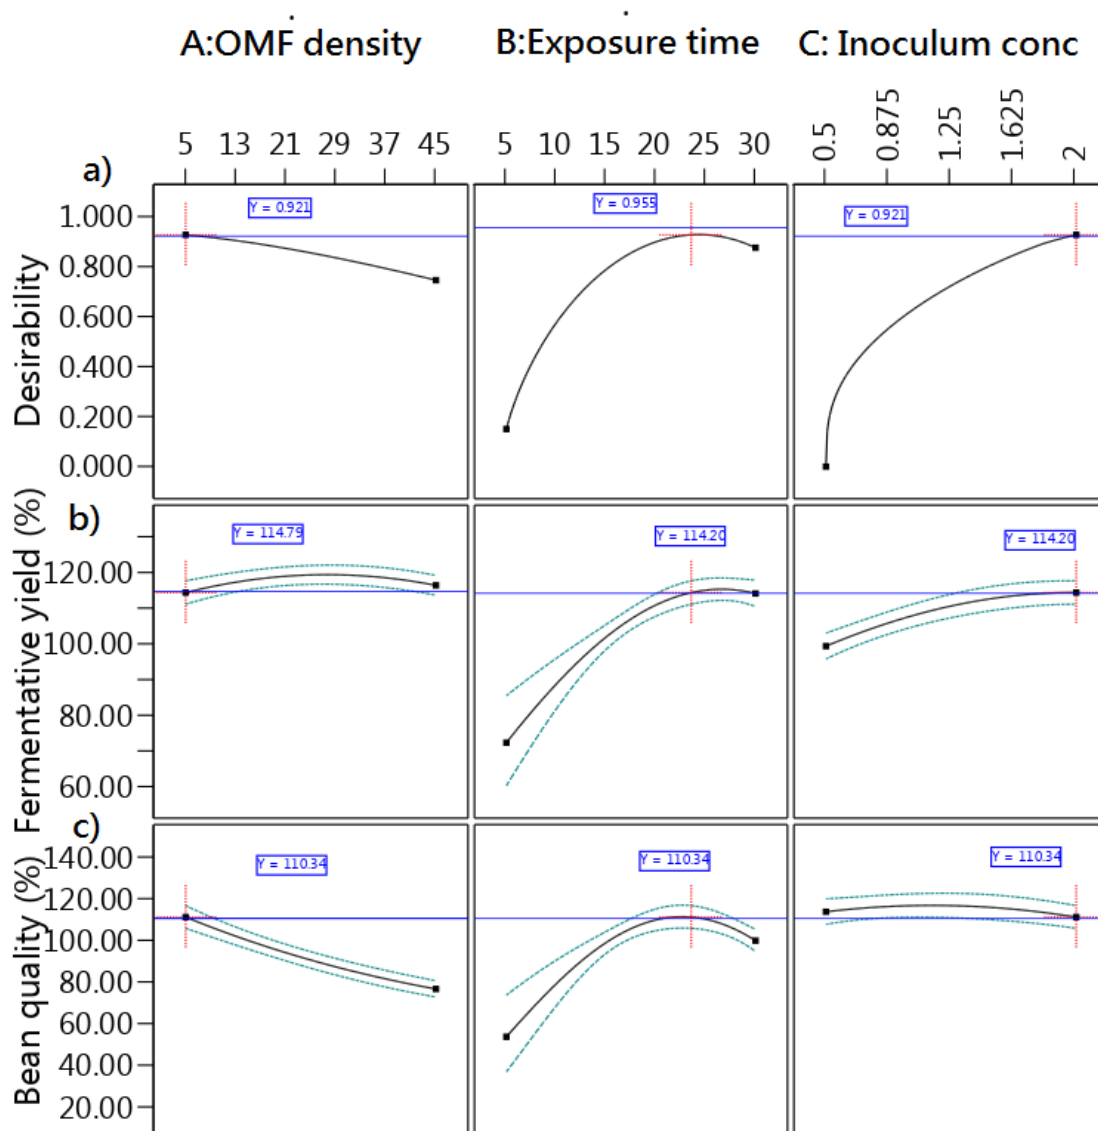 A:OMF density
B:Exposure time
C: Inoculum conc
5 13 21 29 37 45
5 10 15 20 25 30
0.5 0.875 1.25 1.625 2
a)
Desirability
1.000
0.800
0.600
0.400
0.200
0.000
Y = 0.921
Y = 0.955
Y = 0.921
b)
Fermentative yield (%)
120.00
100.00
80.00
60.00
Y = 114.79
Y = 114.20
Y = 114.20
c)
Bean quality (%)
140.00
120.00
100.00
80.00
60.00
40.00
20.00
Y = 110.34
Y = 110.34
Y = 110.34